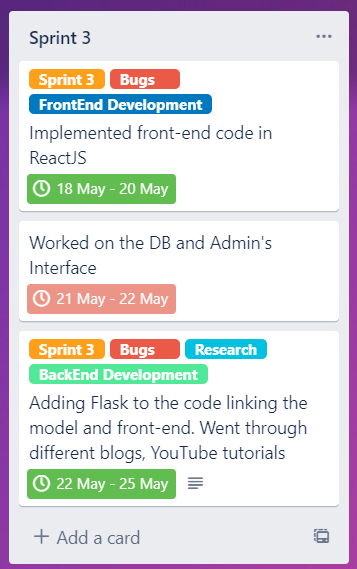 Sprint 3
Sprint 3 Bugs
FrontEnd Development
Implemented front-end code in
ReactJS
18 May - 20 May
Worked on the DB and Admin's
Interface
21 May - 22 May
Sprint 3 Bugs Research
BackEnd Development
Adding Flask to the code linking the
model and front-end. Went through
different blogs, YouTube tutorials
22 May - 25 May
Add a card